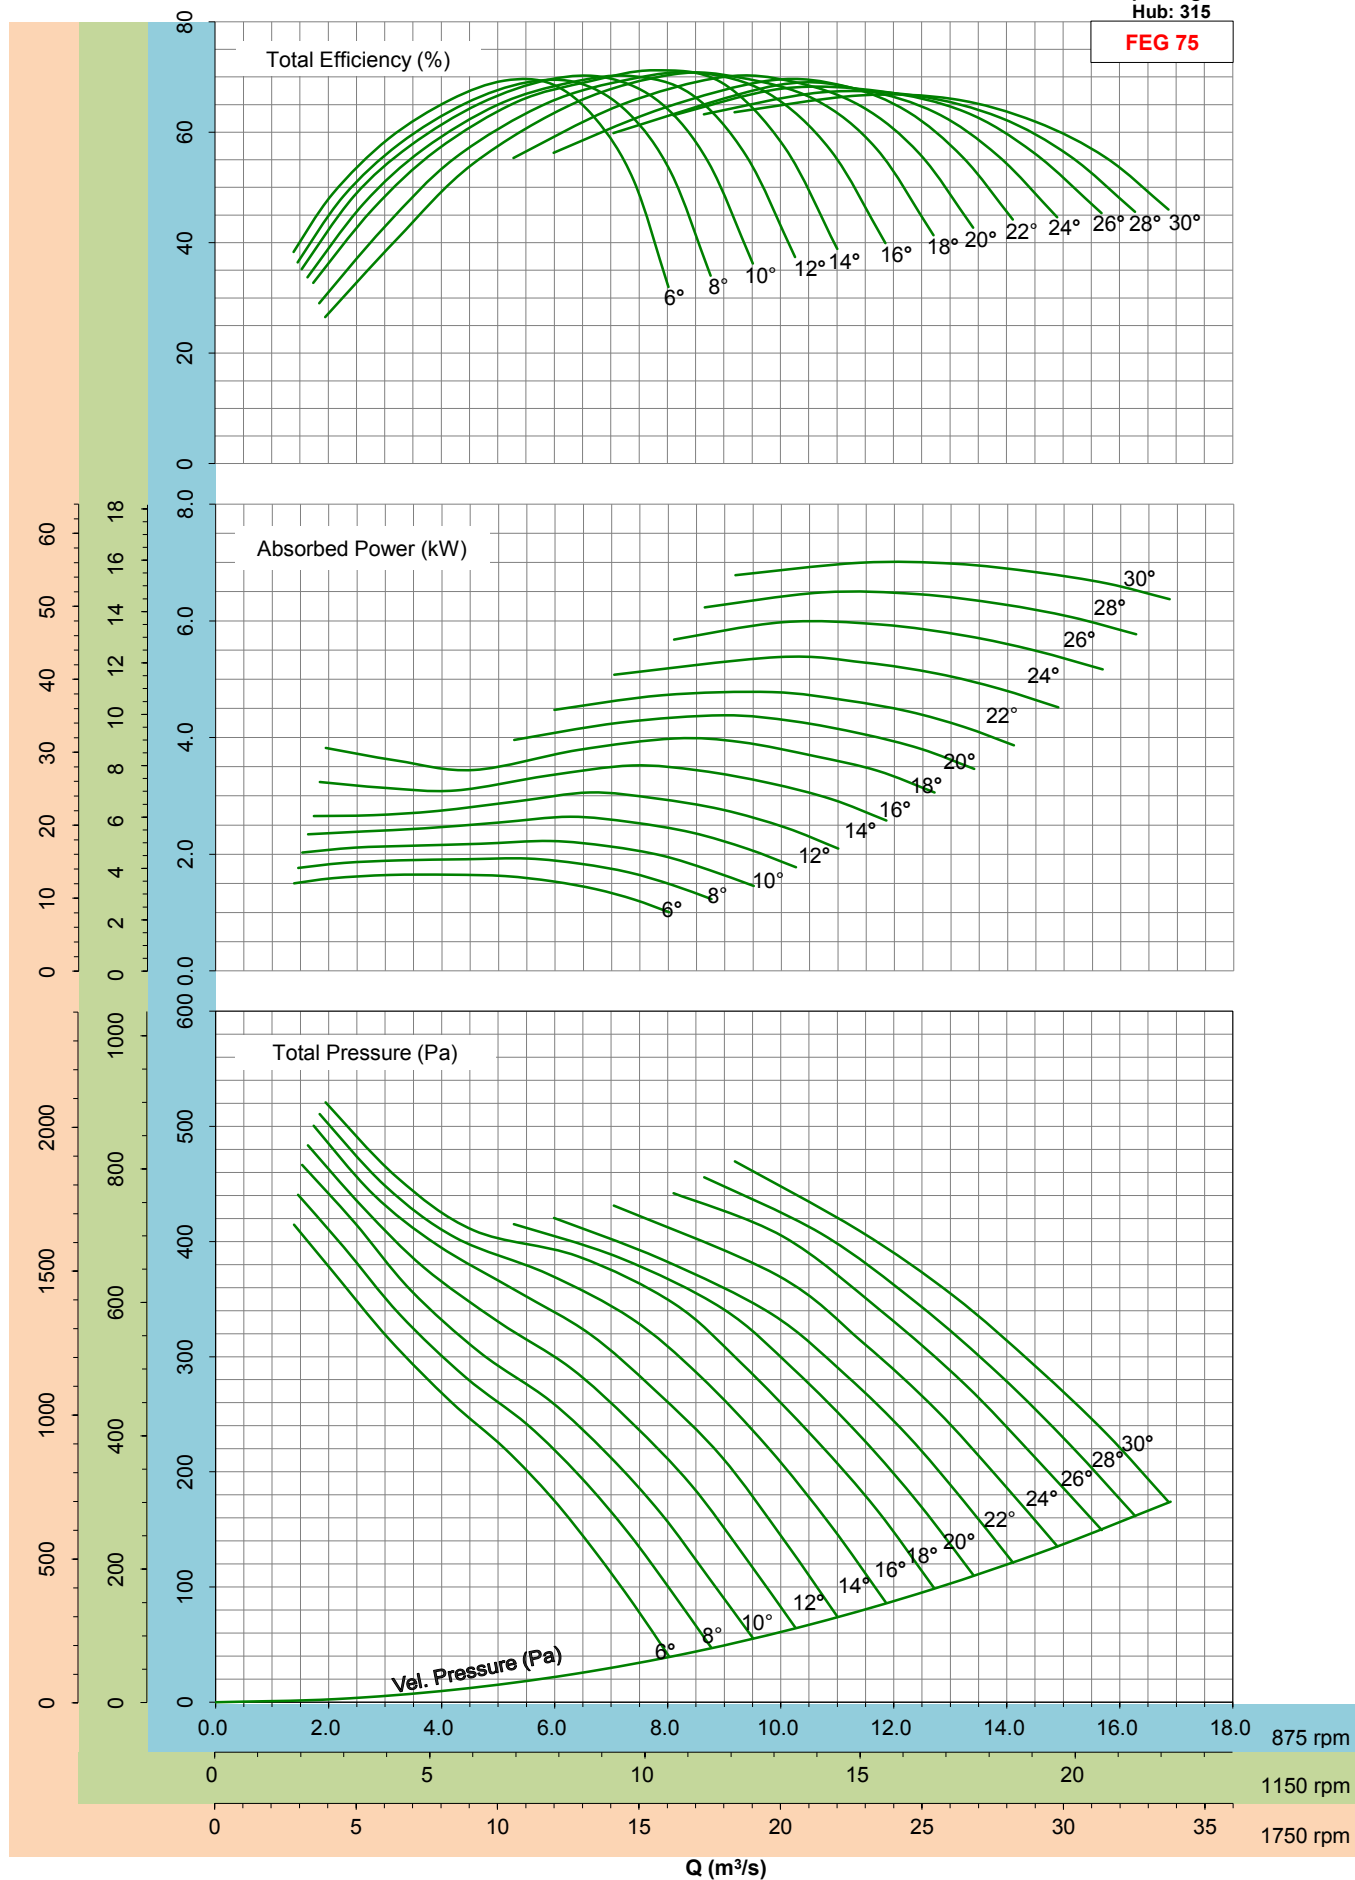 Hub: 315
FEG 75
Total Efficiency (%)
80
60
40
20
0
6° 8° 10° 12° 14° 16° 18° 20° 22° 24° 26° 28° 30°
Absorbed Power (kW)
60 50 40 30 20 10 0
18 16 14 12 10 8 6 4 2 0
8.0 6.0 4.0 2.0 0.0
30°
28°
26°
24°
22°
20°
18°
16°
14°
12°
10°
8°
6°
Total Pressure (Pa)
2000 1500 1000 500 0
1000 800 600 400 200 0
600 500 400 300 200 100 0
30°
28°
26°
24°
22°
20°
18°
16°
14°
12°
10°
8°
6°
Vel. Pressure (Pa)
0.0 2.0 4.0 6.0 8.0 10.0 12.0 14.0 16.0 18.0 875 rpm
0 5 10 15 20 1150 rpm
0 5 10 15 20 25 30 35 1750 rpm
Q (m³/s)